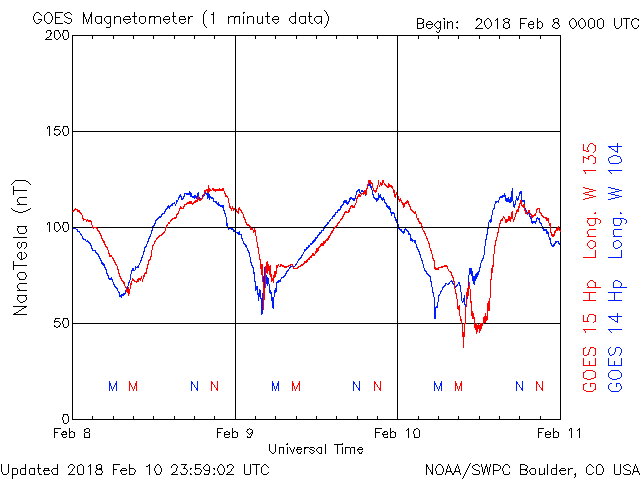 GOES Magnetometer (1 minute data)
Begin: 2018 Feb 8 0000 UTC
200
150
100
50
0
NanoTesla (nT)
M M N N M M N N M M N N
Feb 8 Feb 9 Feb 10 Feb 11
Universal Time
GOES 15 Hp Long. W 135
GOES 14 Hp Long. W 104
Updated 2018 Feb 10 23:59:02 UTC
NOAA/SWPC Boulder, CO USA